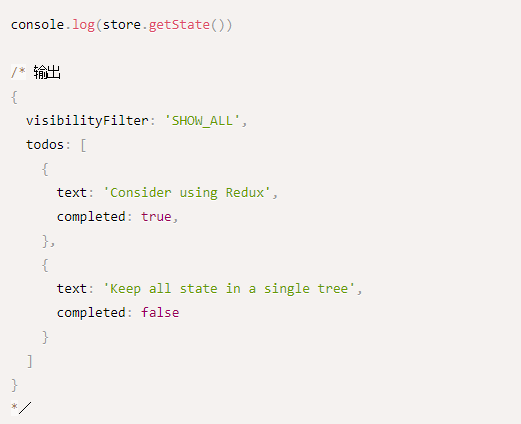 console.log(store.getState())
/* 输出
{
  visibilityFilter: 'SHOW_ALL',
  todos: [
    {
      text: 'Consider using Redux',
      completed: true,
    },
    {
      text: 'Keep all state in a single tree',
      completed: false
    }
  ]
}
*／